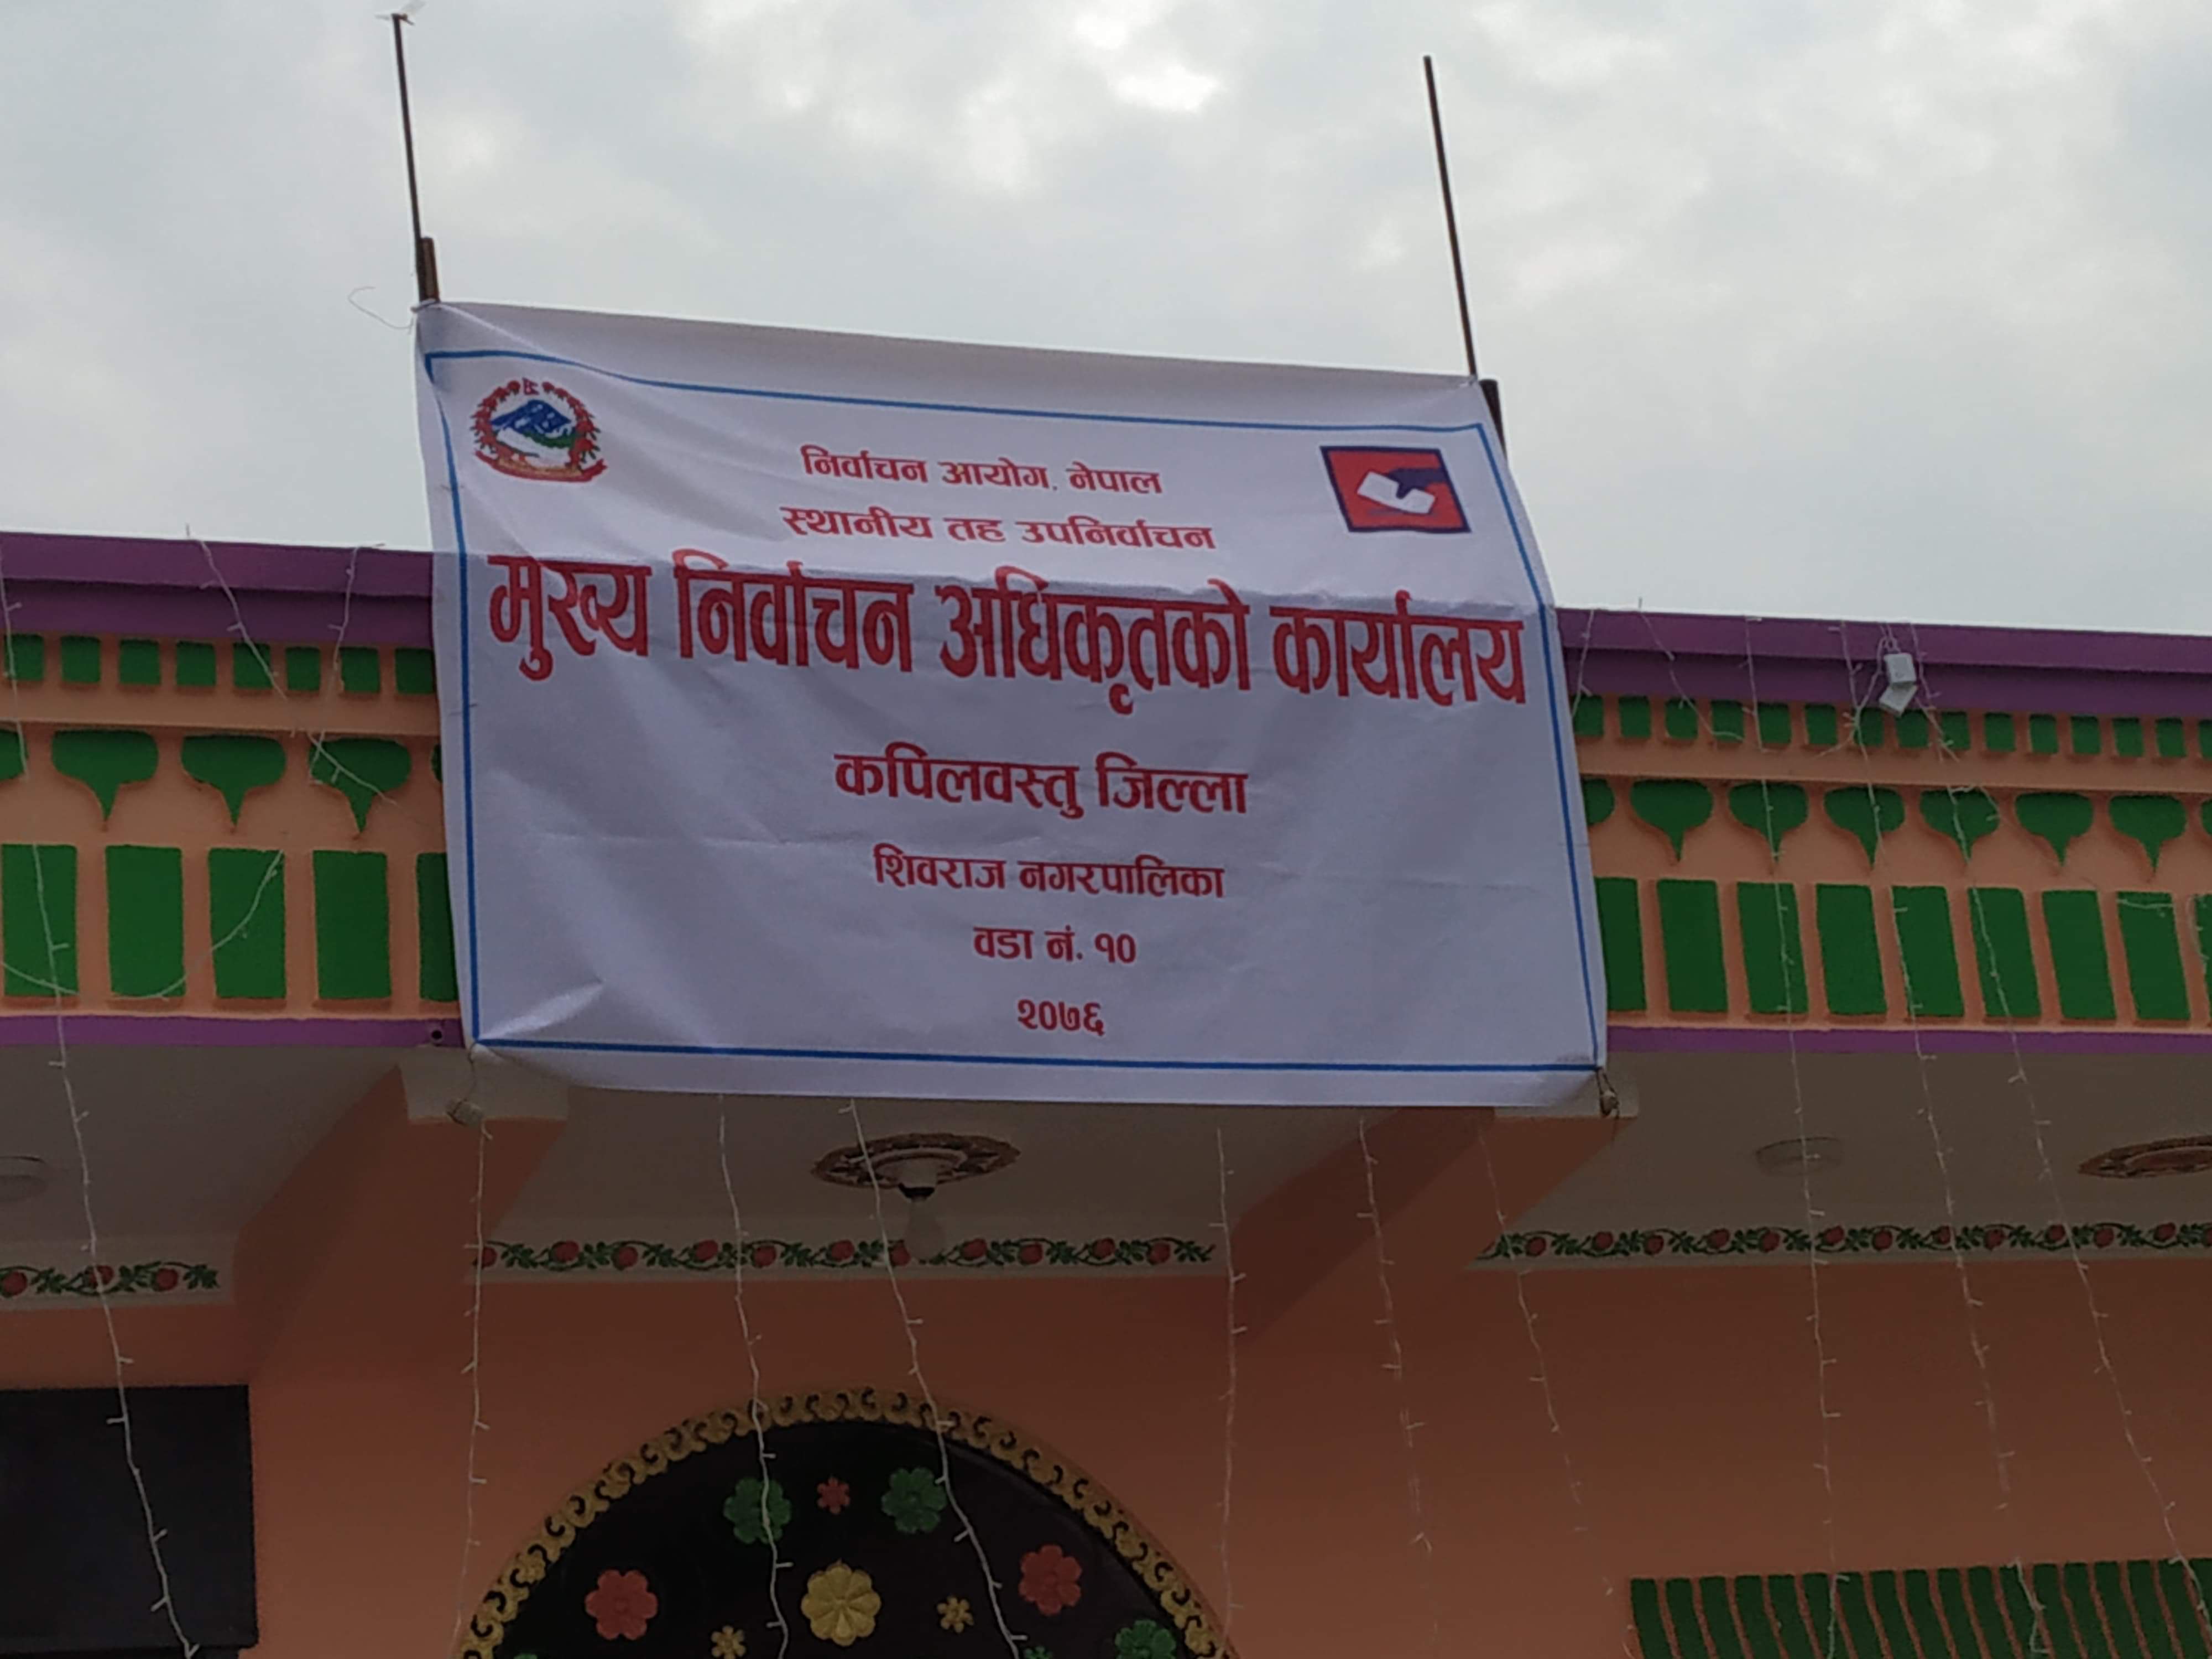 निर्वाचन आयोग, नेपाल
स्थानीय तह उपनिर्वाचन
मुख्य निर्वाचन अधिकृतको कार्यालय
कपिलवस्तु जिल्ला
शिवराज नगरपालिका
वडा नं. १०
२०७६